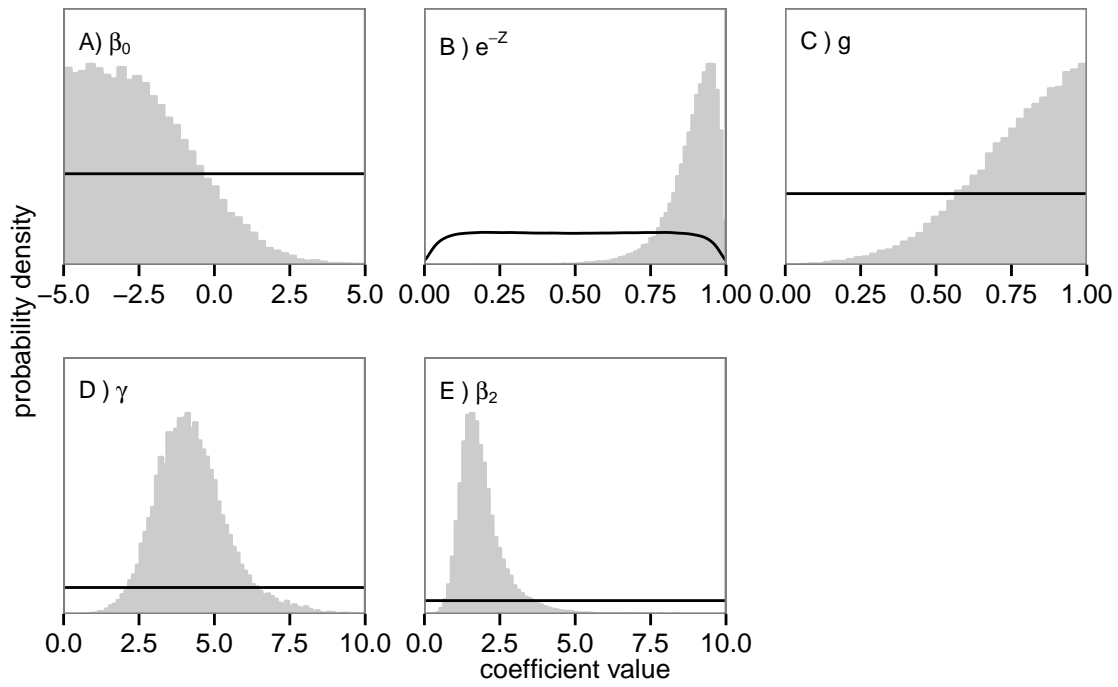 A) β₀
B ) e⁻ᶻ
C ) g
−5.0 −2.5 0.0 2.5 5.0
0.00 0.25 0.50 0.75 1.00
0.00 0.25 0.50 0.75 1.00
probability density
D ) γ
E ) β₂
0.0 2.5 5.0 7.5 10.0
0.0 2.5 5.0 7.5 10.0
coefficient value